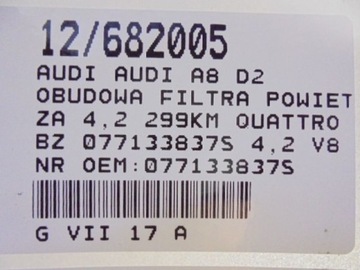 12/682005
AUDI AUDI A8 D2
OBUDOWA FILTRA POWIET
ZA 4,2 299KM QUATTRO
BZ 077133837S 4,2 V8
NR OEM:077133837S
G VII 17 A